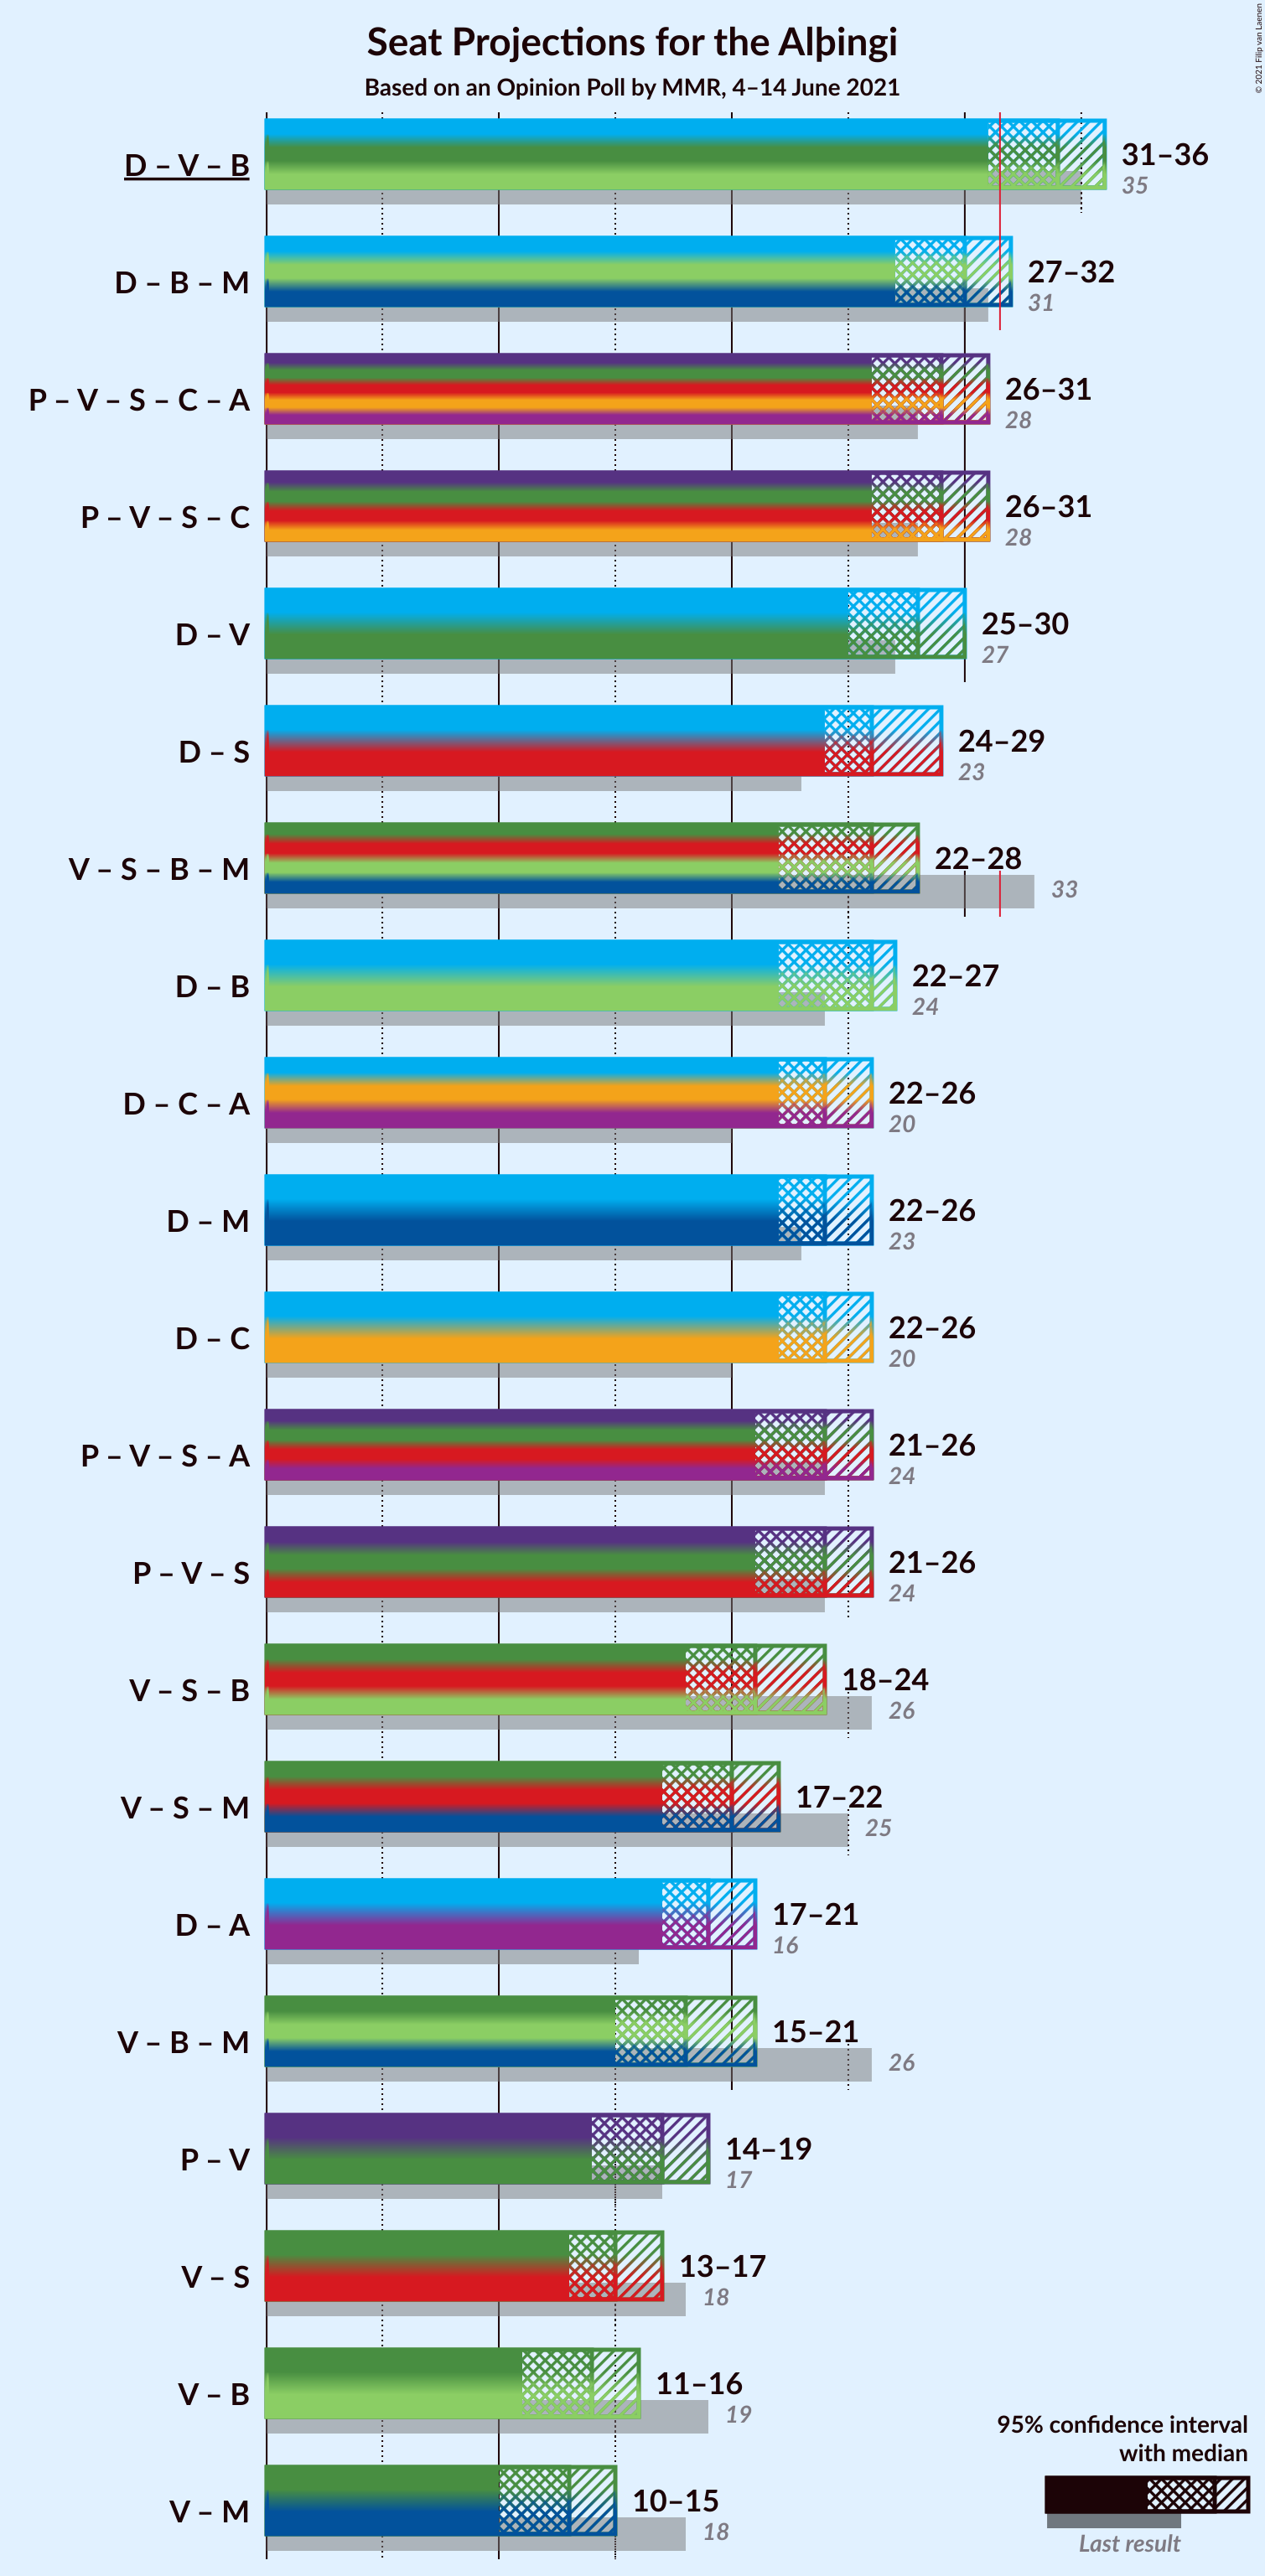 Seat Projections for the Alþingi
Based on an Opinion Poll by MMR, 4–14 June 2021
© 2021 Filip van Laenen
D – V – B
31–36
35
D – B – M
27–32
31
P – V – S – C – A
26–31
28
P – V – S – C
26–31
28
D – V
25–30
27
D – S
24–29
23
V – S – B – M
22–28
33
D – B
22–27
24
D – C – A
22–26
20
D – M
22–26
23
D – C
22–26
20
P – V – S – A
21–26
24
P – V – S
21–26
24
V – S – B
18–24
26
V – S – M
17–22
25
D – A
17–21
16
V – B – M
15–21
26
P – V
14–19
17
V – S
13–17
18
V – B
11–16
19
V – M
10–15
18
95% confidence interval
with median
Last result